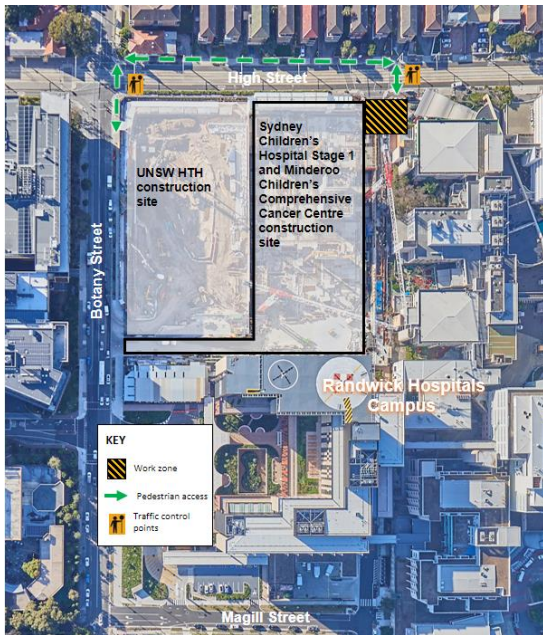 High Street
UNSW HTH
construction
site
Sydney
Children's
Hospital Stage 1
and Minderoo
Children's
Comprehensive
Cancer Centre
construction
site
Botany Street
Randwick Hospitals
Campus
KEY
Work zone
Pedestrian access
Traffic control
points
Magill Street